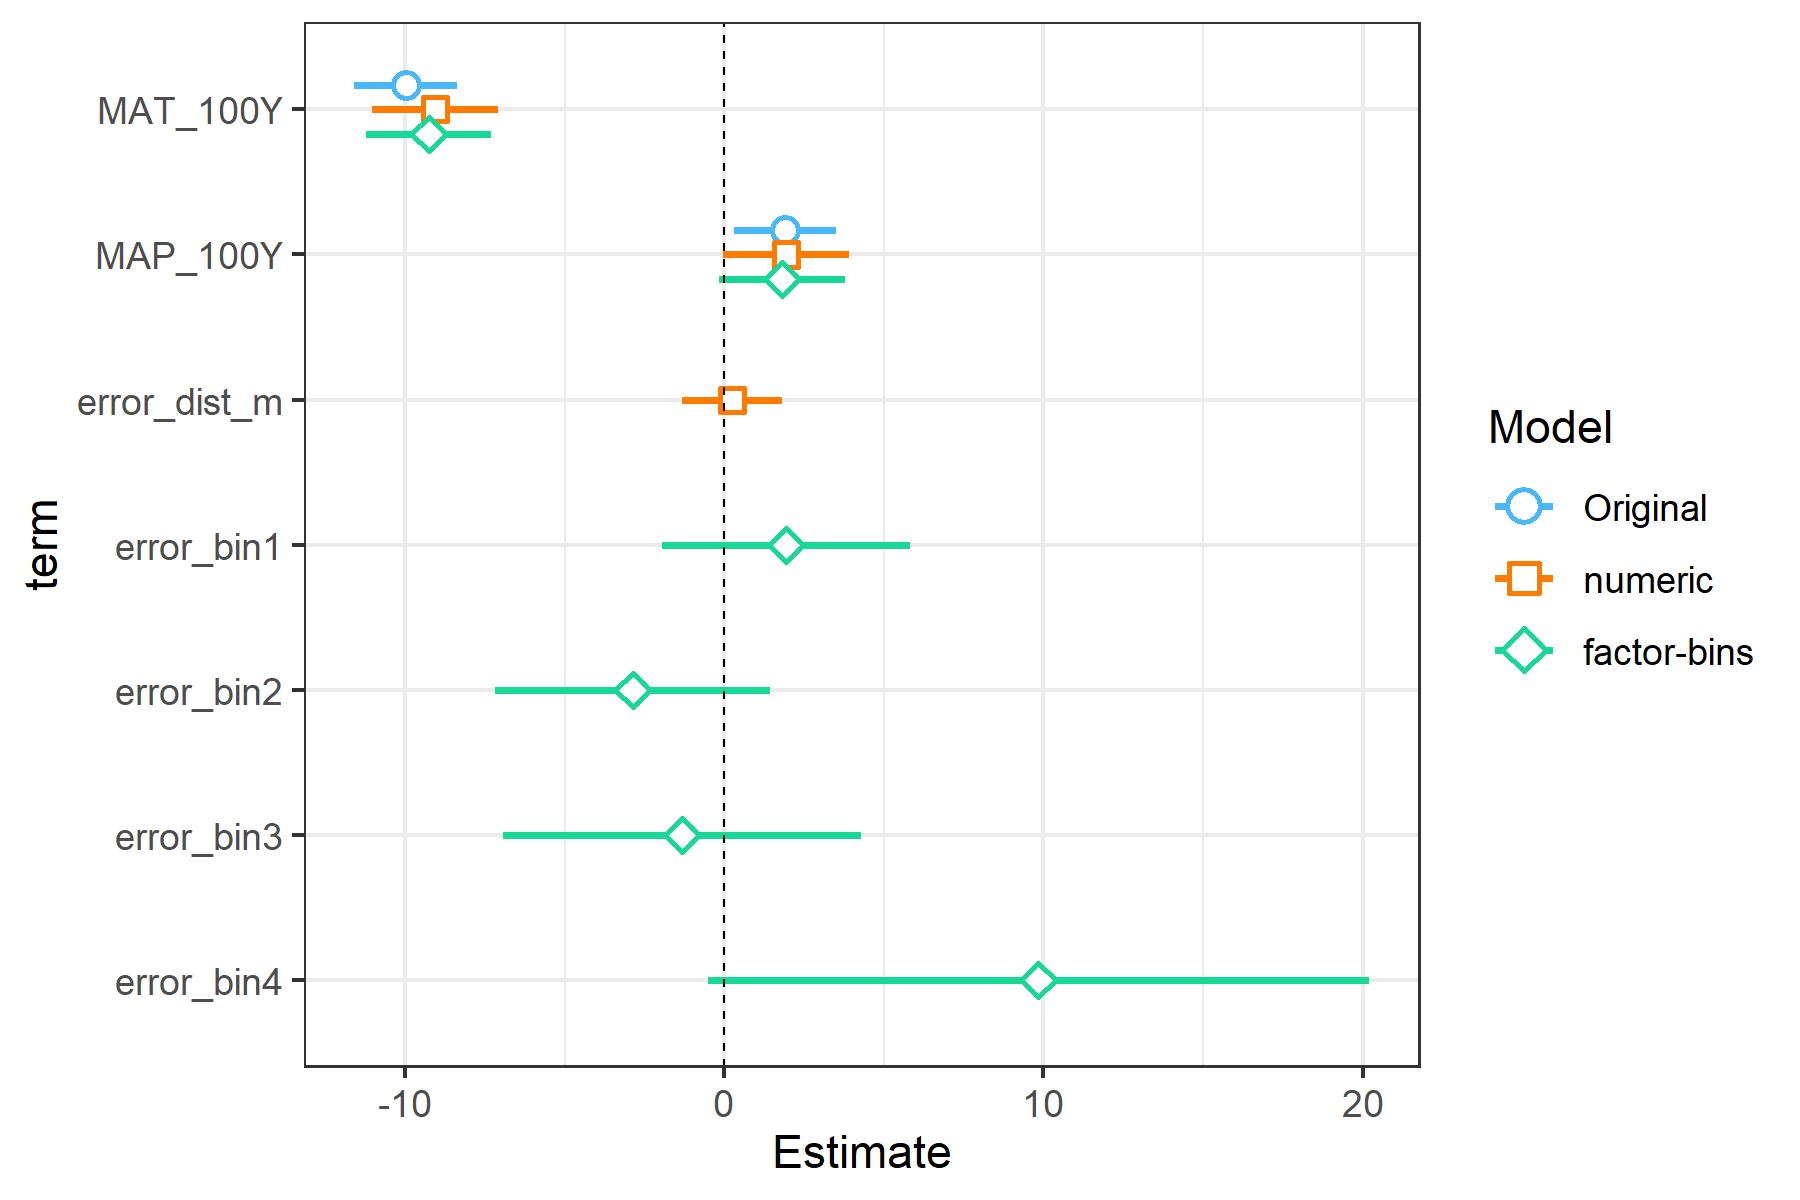 MAT_100Y
MAP_100Y
error_dist_m
error_bin1
error_bin2
error_bin3
error_bin4
term
-10
0
10
20
Estimate
Model
Original
numeric
factor-bins